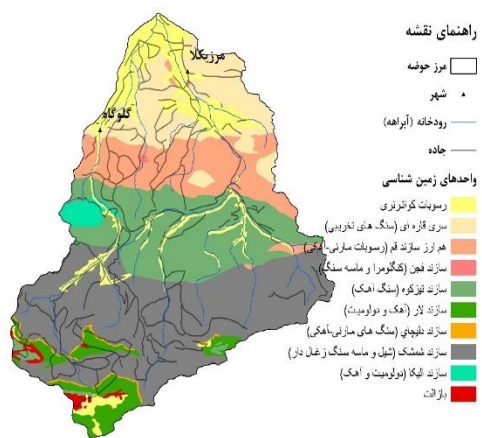 راهنمای نقشه
مرز حوضه
شهر
رودخانه (آبراهه)
جاده
واحدهای زمین شناسی
رسوبات کواترنری
سری قاره ای (سنگ های تخریبی)
هم ارز سازند قم (رسوبات مارنی-آهکی)
سازند فجن (کنگلومرا و ماسه سنگ)
سازند تیزکوه (سنگ آهک)
سازند لار (آهک و دولومیت)
سازند دلیچای (سنگ های مارنی-آهکی)
سازند شمشک (شیل و ماسه سنگ زغال دار)
سازند الیکا (دولومیت و آهک)
بازالت
مرزیکلا
گلوگاه